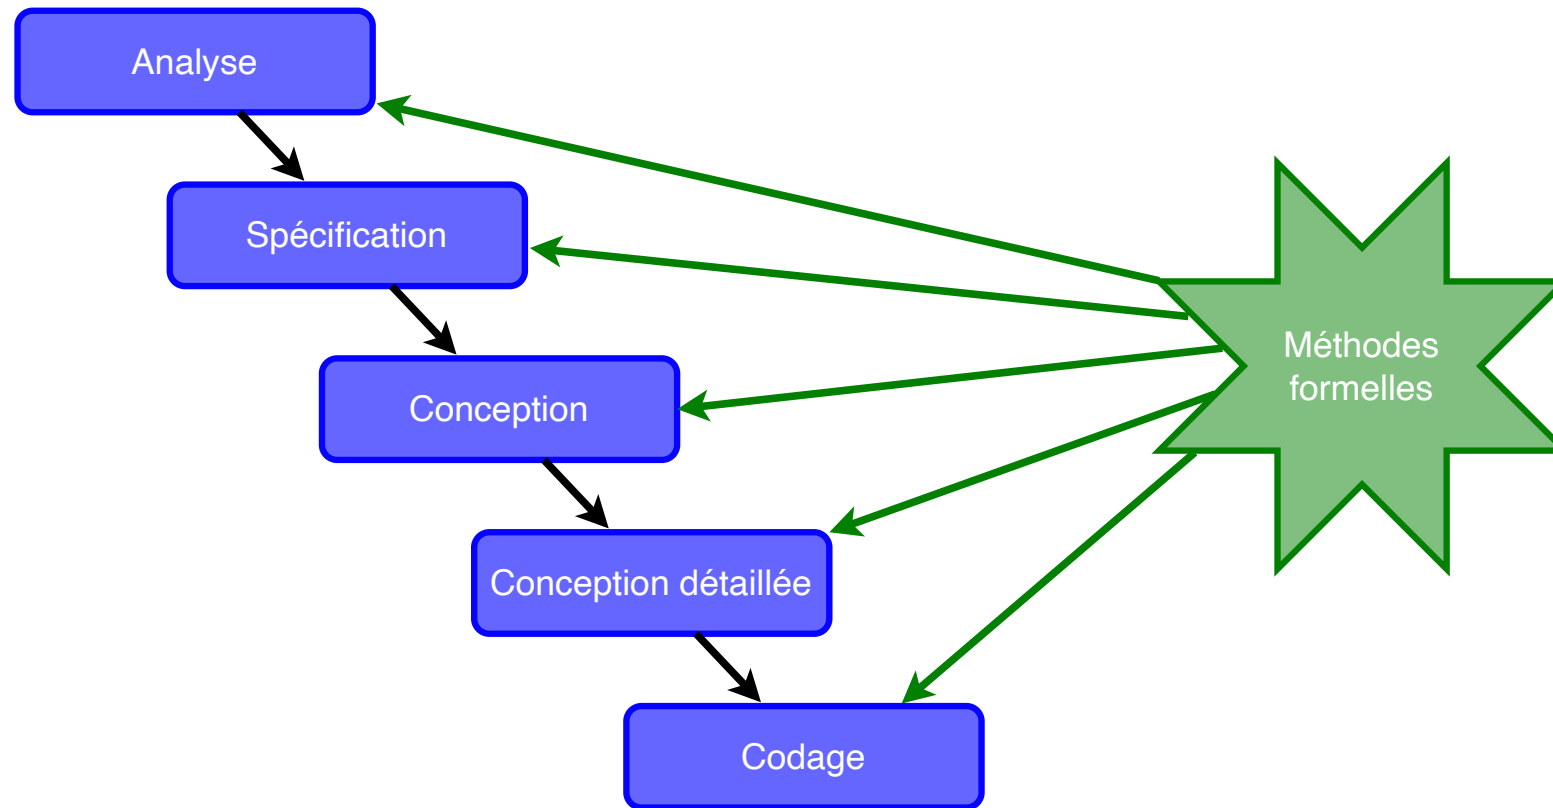 Analyse
Spécification
Conception
Méthodes
formelles
Conception détaillée
Codage